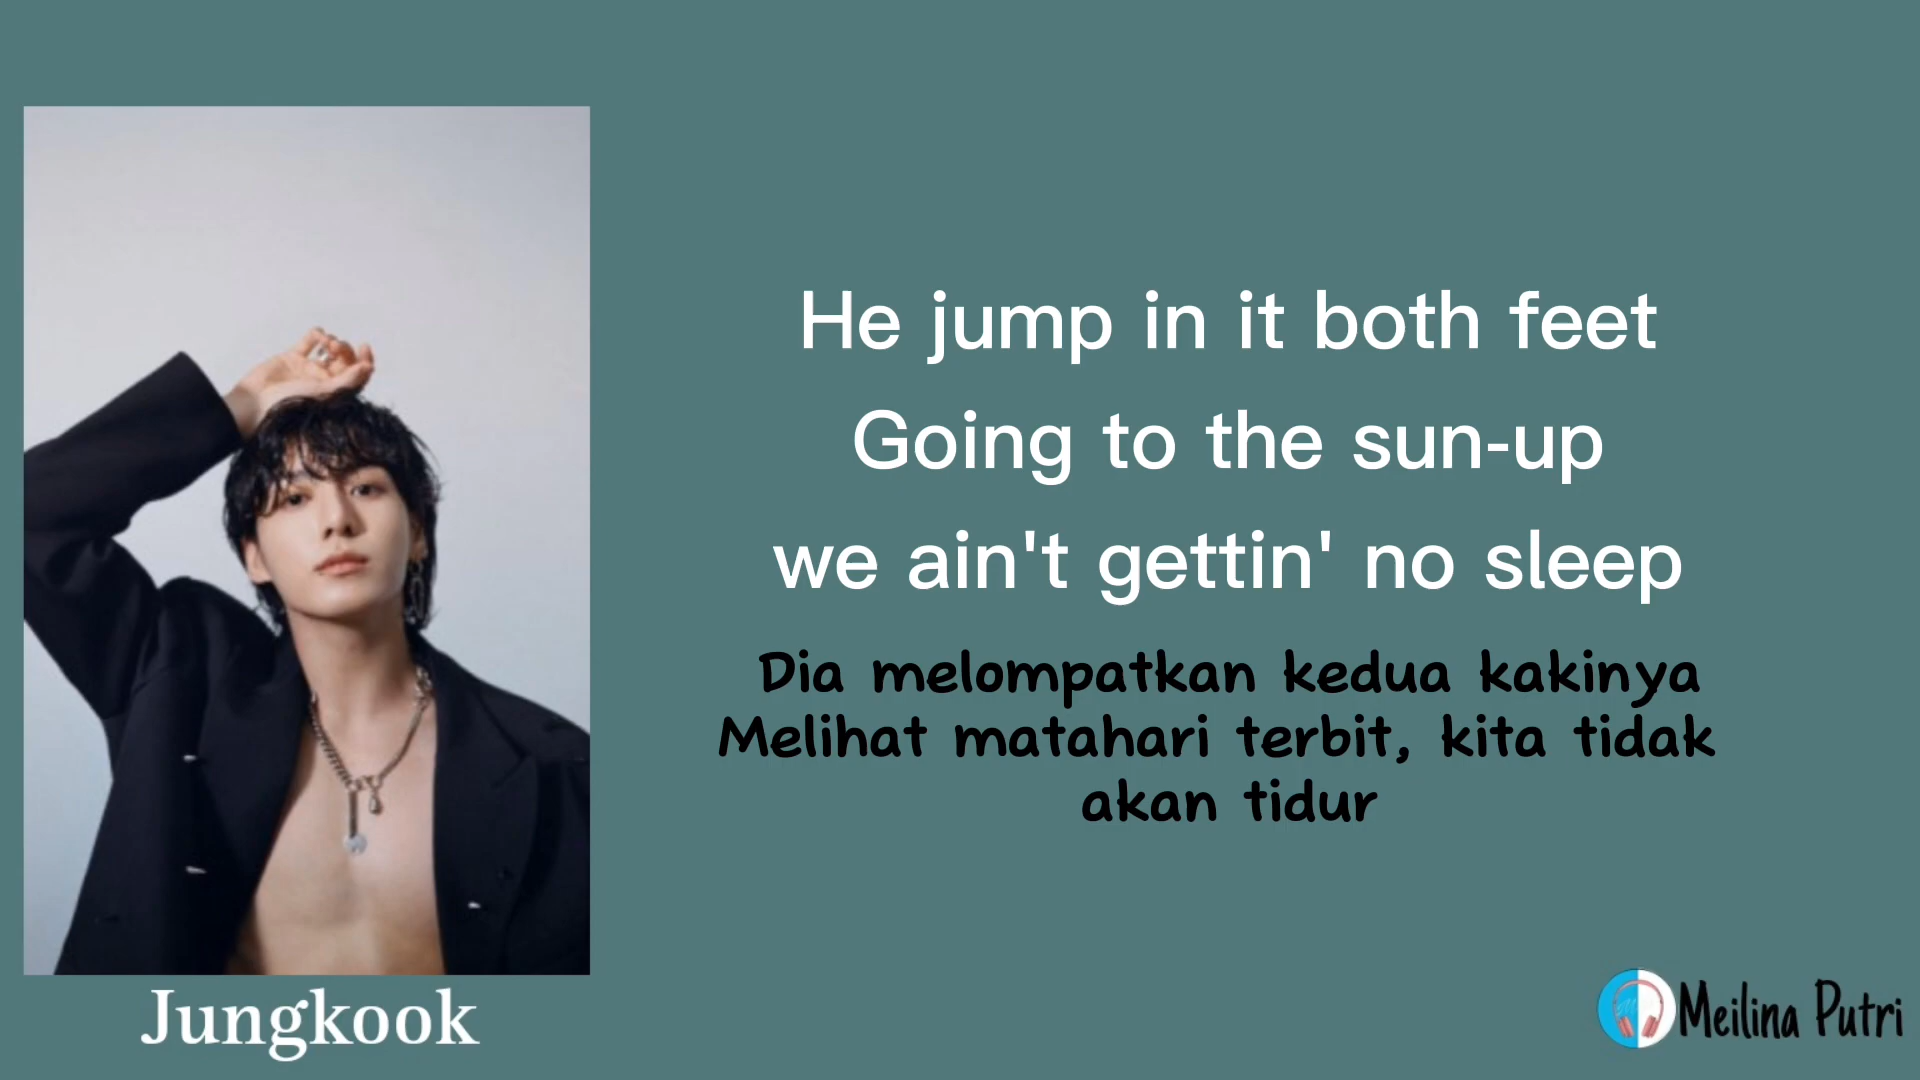 He jump in it both feet
Going to the sun-up
we ain't gettin' no sleep
Dia melompatkan kedua kakinya
Melihat matahari terbit, kita tidak
akan tidur
Jungkook
Meilina Putri